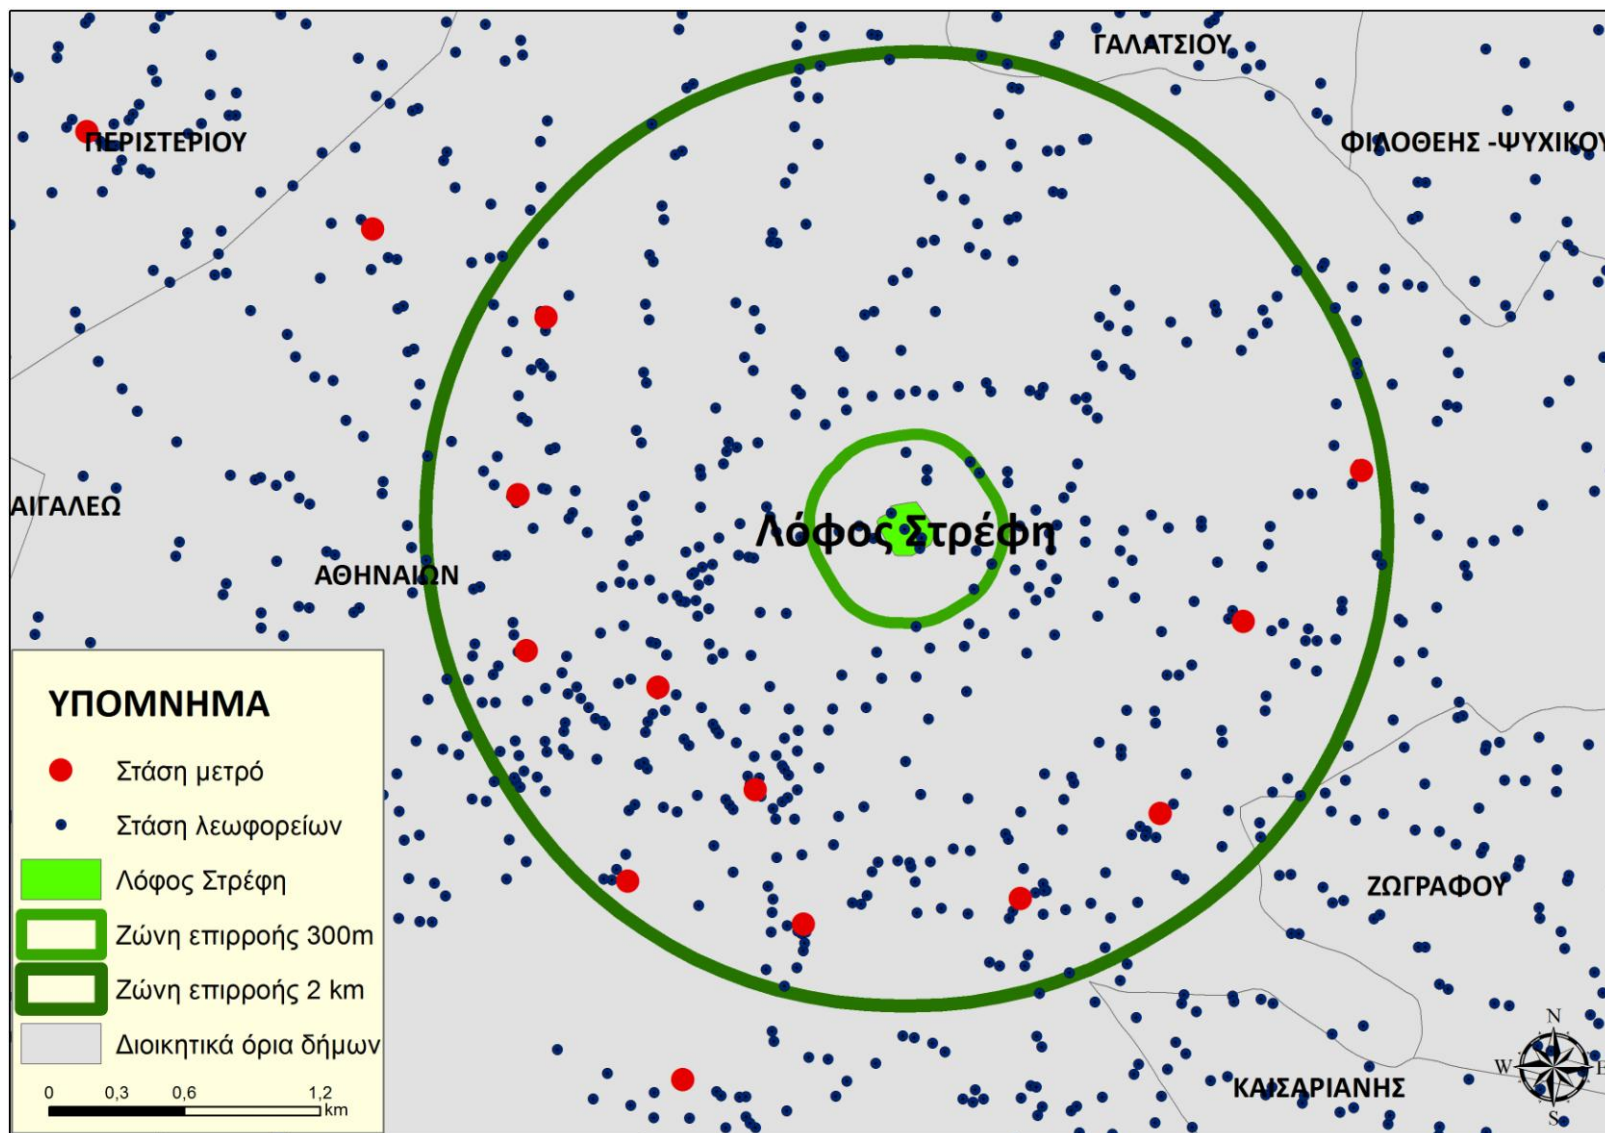 ΓΑΛΑΤΣΙΟΥ
ΠΕΡΙΣΤΕΡΙΟΥ
ΦΙΛΟΘΕΗΣ -ΨΥΧΙΚΟΥ
ΑΙΓΑΛΕΩ
Λόφος Στρέφη
ΑΘΗΝΑΙΩΝ
ΖΩΓΡΑΦΟΥ
ΚΑΙΣΑΡΙΑΝΗΣ
ΥΠΟΜΝΗΜΑ
Στάση μετρό
Στάση λεωφορείων
Λόφος Στρέφη
Ζώνη επιρροής 300m
Ζώνη επιρροής 2 km
Διοικητικά όρια δήμων
0 0,3 0,6 1,2
km
N
W E
S